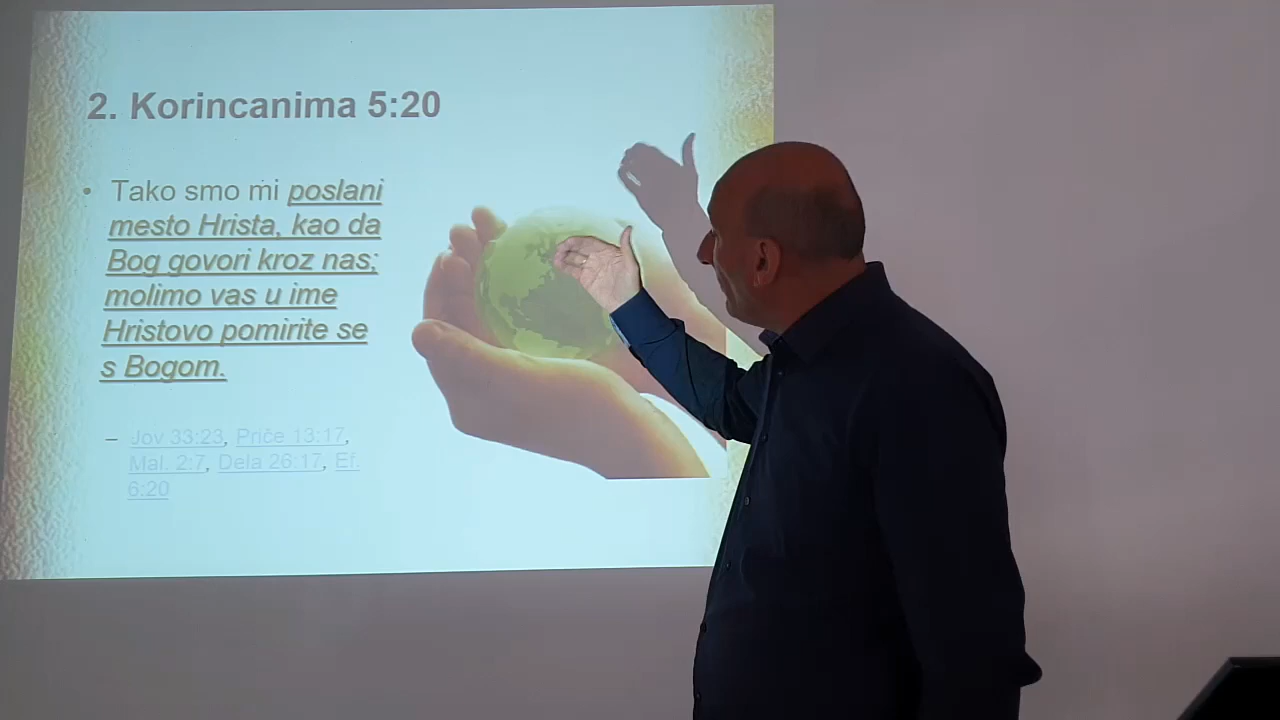 2. Korincanima 5:20
• Tako smo mi poslani
mesto Hrista, kao da
Bog govori kroz nas;
molimo vas u ime
Hristovo pomirite se
s Bogom.
– Jov 33:23, Priče 13:17,
Mal. 2:7, Dela 26:17, Ef.
6:20